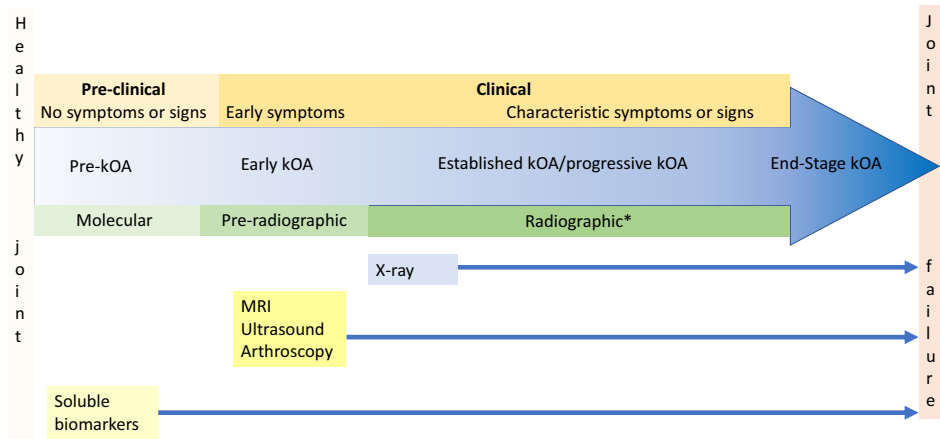 Healthy joint
Joint failure
Pre-clinical
Clinical
No symptoms or signs
Early symptoms
Characteristic symptoms or signs
Pre-kOA
Early kOA
Established kOA/progressive kOA
End-Stage kOA
Molecular
Pre-radiographic
Radiographic*
X-ray
MRI
Ultrasound
Arthroscopy
Soluble
biomarkers